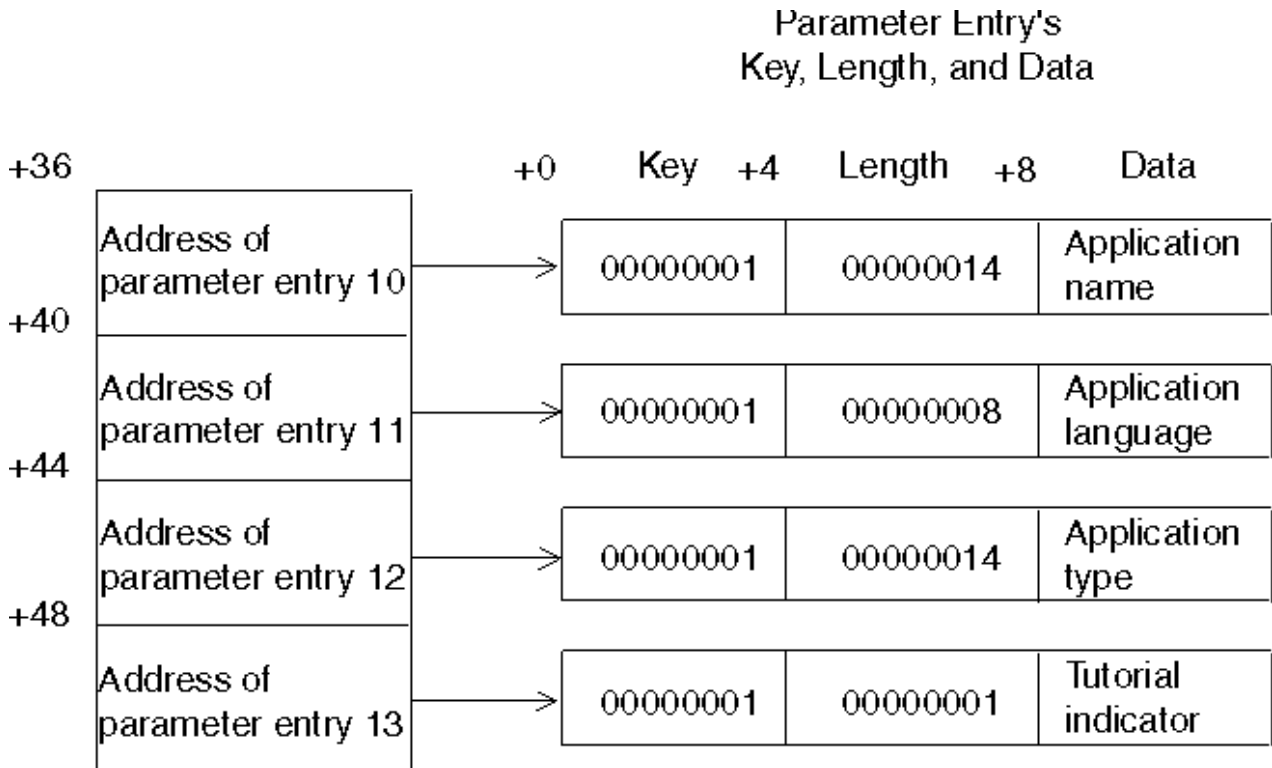 Parameter Entry's
Key, Length, and Data
+36 +0 Key +4 Length +8 Data
Address of
parameter entry 10
00000001 00000014 Application
name
+40
Address of
parameter entry 11
00000001 00000008 Application
language
+44
Address of
parameter entry 12
00000001 00000014 Application
type
+48
Address of
parameter entry 13
00000001 00000001 Tutorial
indicator